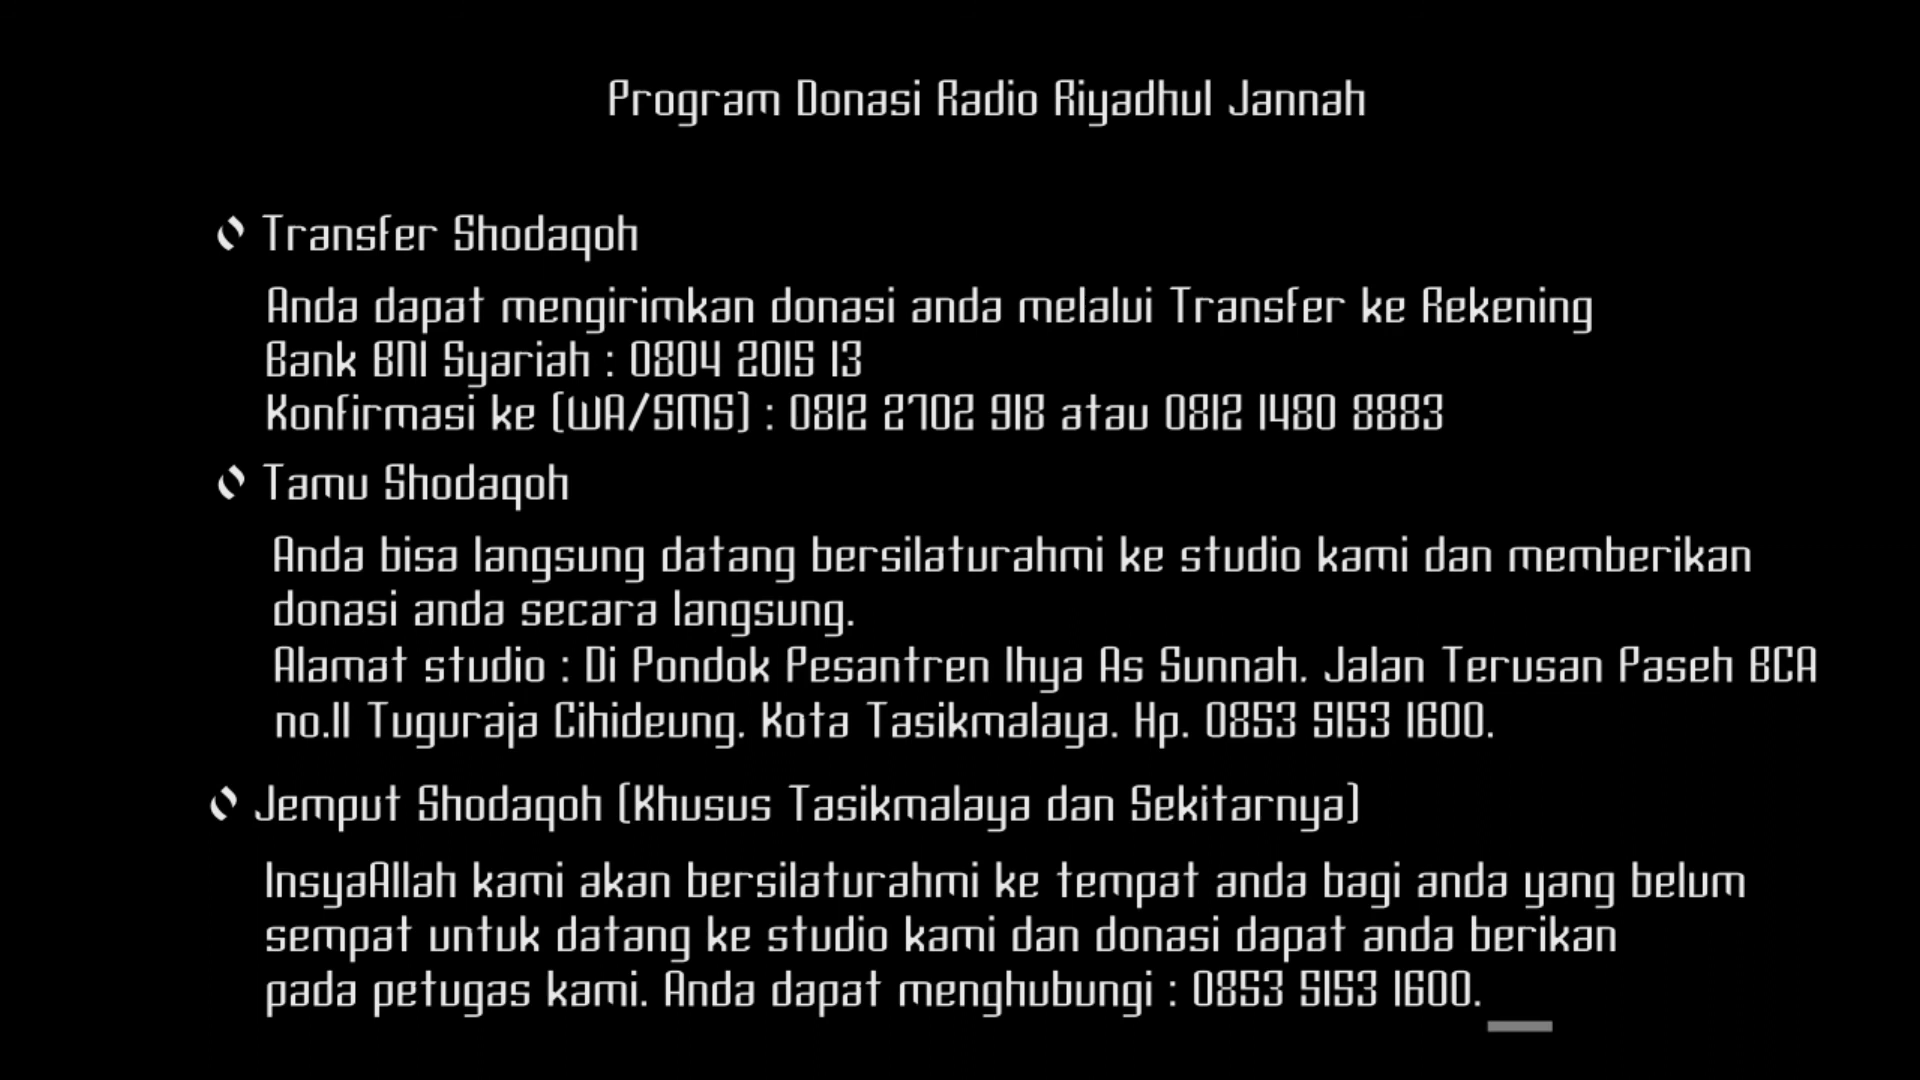 Program Donasi Radio Riyadhul Jannah
Transfer Shodaqoh
Anda dapat mengirimkan donasi anda melalui Transfer ke Rekening
Bank BNI Syariah : 0804 2015 13
Konfirmasi ke (WA/SMS) : 0812 2702 918 atau 0812 1480 8883
Tamu Shodaqoh
Anda bisa langsung datang bersilaturahmi ke studio kami dan memberikan
donasi anda secara langsung.
Alamat studio : Di Pondok Pesantren Ihya As Sunnah. Jalan Terusan Paseh BCA
no.11 Tuguraja Cihideung. Kota Tasikmalaya. Hp. 0853 5153 1600.
Jemput Shodaqoh (Khusus Tasikmalaya dan Sekitarnya)
InsyaAllah kami akan bersilaturahmi ke tempat anda bagi anda yang belum
sempat untuk datang ke studio kami dan donasi dapat anda berikan
pada petugas kami. Anda dapat menghubungi : 0853 5153 1600.